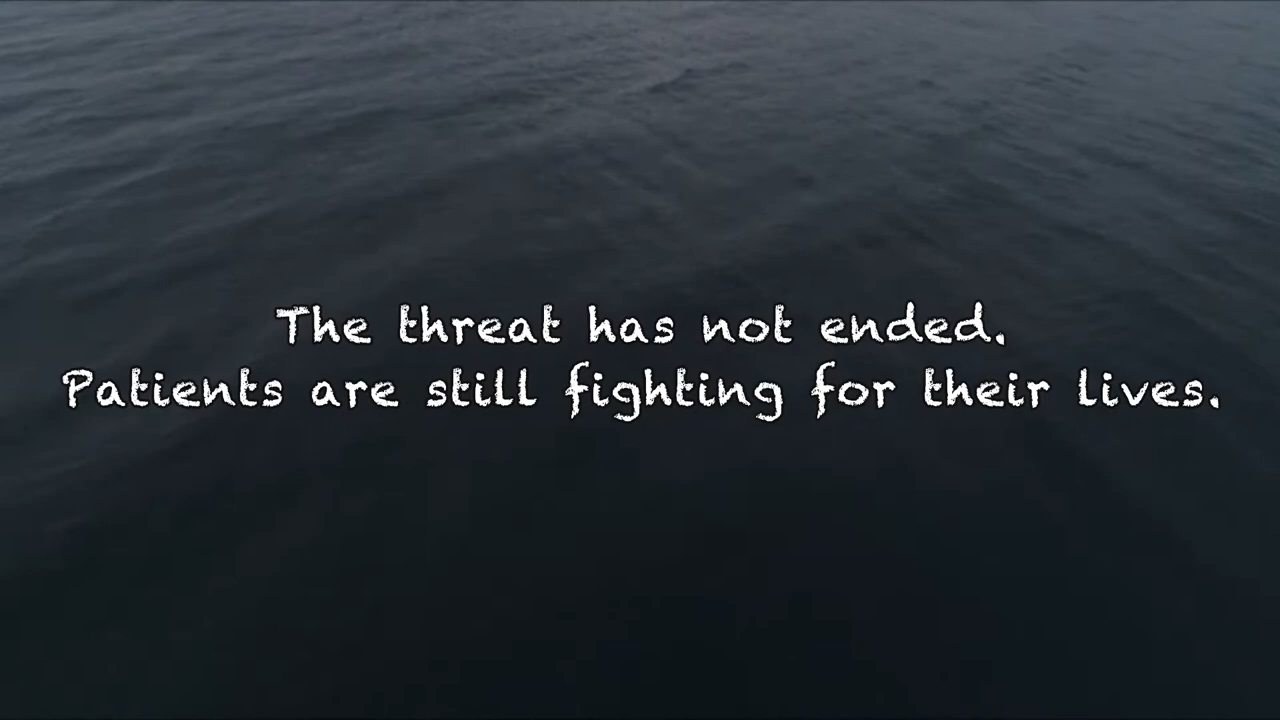 The threat has not ended.
Patients are still fighting for their lives.